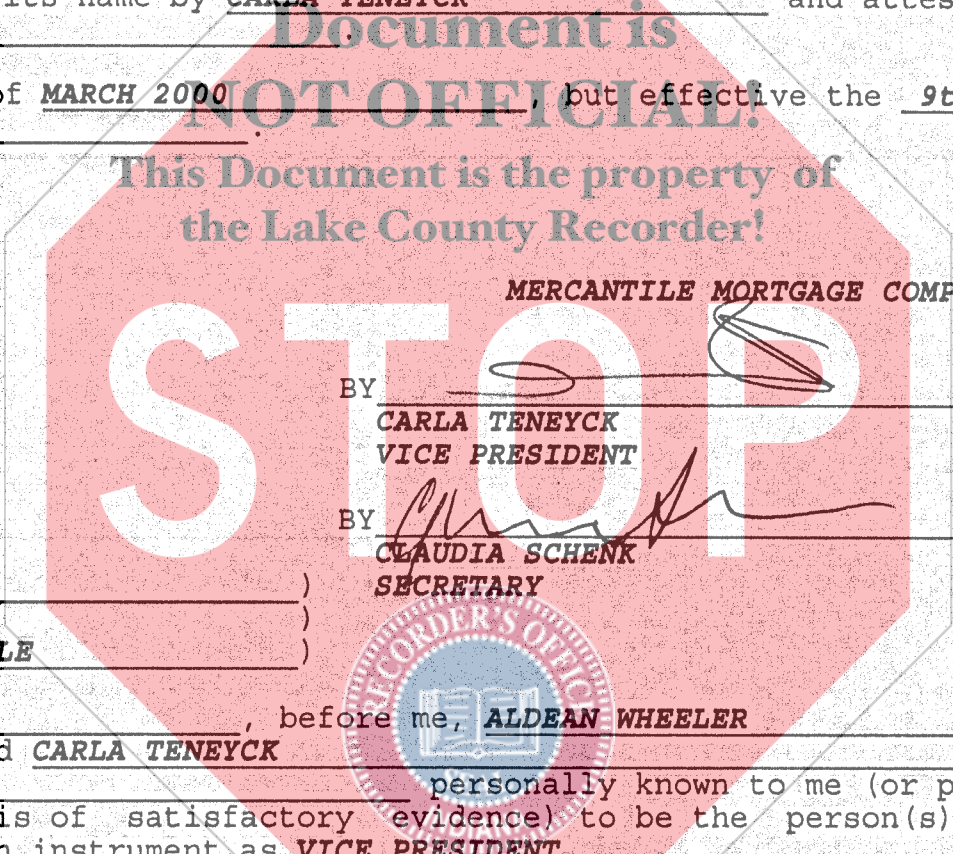 its name by CARLA TENEYCK and attes
Document is
of MARCH 2000, but effective the 9t
NOT OFFICIAL!
This Document is the property of
the Lake County Recorder!
MERCANTILE MORTGAGE COMP
STOP
BY
CARLA TENEYCK
VICE PRESIDENT
BY
CLAUDIA SCHENK
SECRETARY
)
)
LE )
RECORDER'S OFFICE
, before me, ALDEAN WHEELER
d CARLA TENEYCK
personally known to me (or p
is of satisfactory evidence) to be the person(s)
INDIANA
n instrument as VICE PRESIDENT